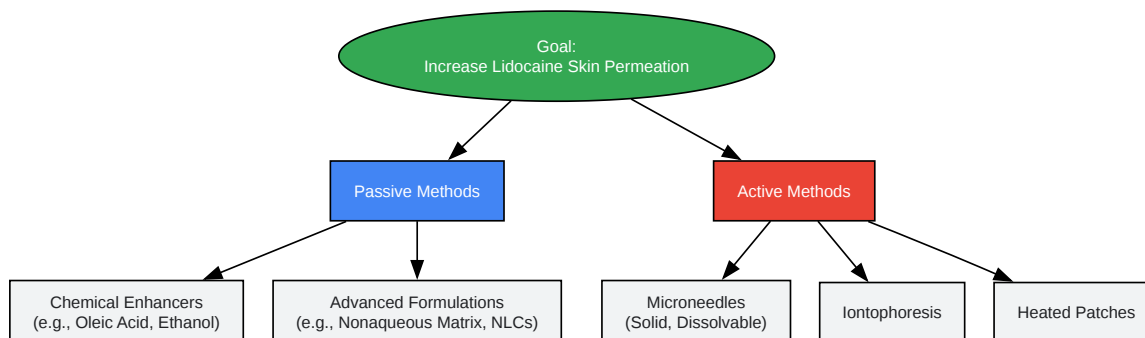 Goal:
Increase Lidocaine Skin Permeation
Passive Methods
Active Methods
Chemical Enhancers
(e.g., Oleic Acid, Ethanol)
Advanced Formulations
(e.g., Nonaqueous Matrix, NLCs)
Microneedles
(Solid, Dissolvable)
Iontophoresis
Heated Patches